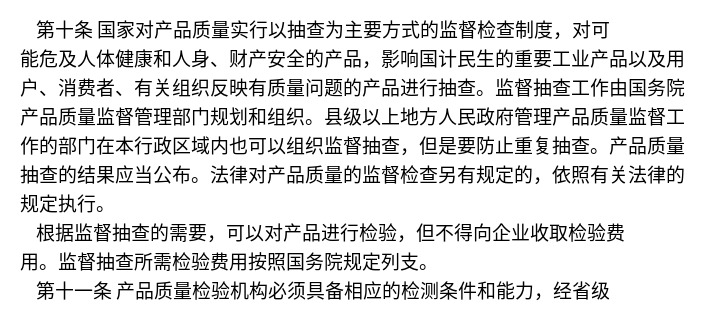 第十条 国家对产品质量实行以抽查为主要方式的监督检查制度，对可
能危及人体健康和人身、财产安全的产品，影响国计民生的重要工业产品以及用
户、消费者、有关组织反映有质量问题的产品进行抽查。监督抽查工作由国务院
产品质量监督管理部门规划和组织。县级以上地方人民政府管理产品质量监督工
作的部门在本行政区域内也可以组织监督抽查，但是要防止重复抽查。产品质量
抽查的结果应当公布。法律对产品质量的监督检查另有规定的，依照有关法律的
规定执行。
根据监督抽查的需要，可以对产品进行检验，但不得向企业收取检验费
用。监督抽查所需检验费用按照国务院规定列支。
第十一条 产品质量检验机构必须具备相应的检测条件和能力，经省级